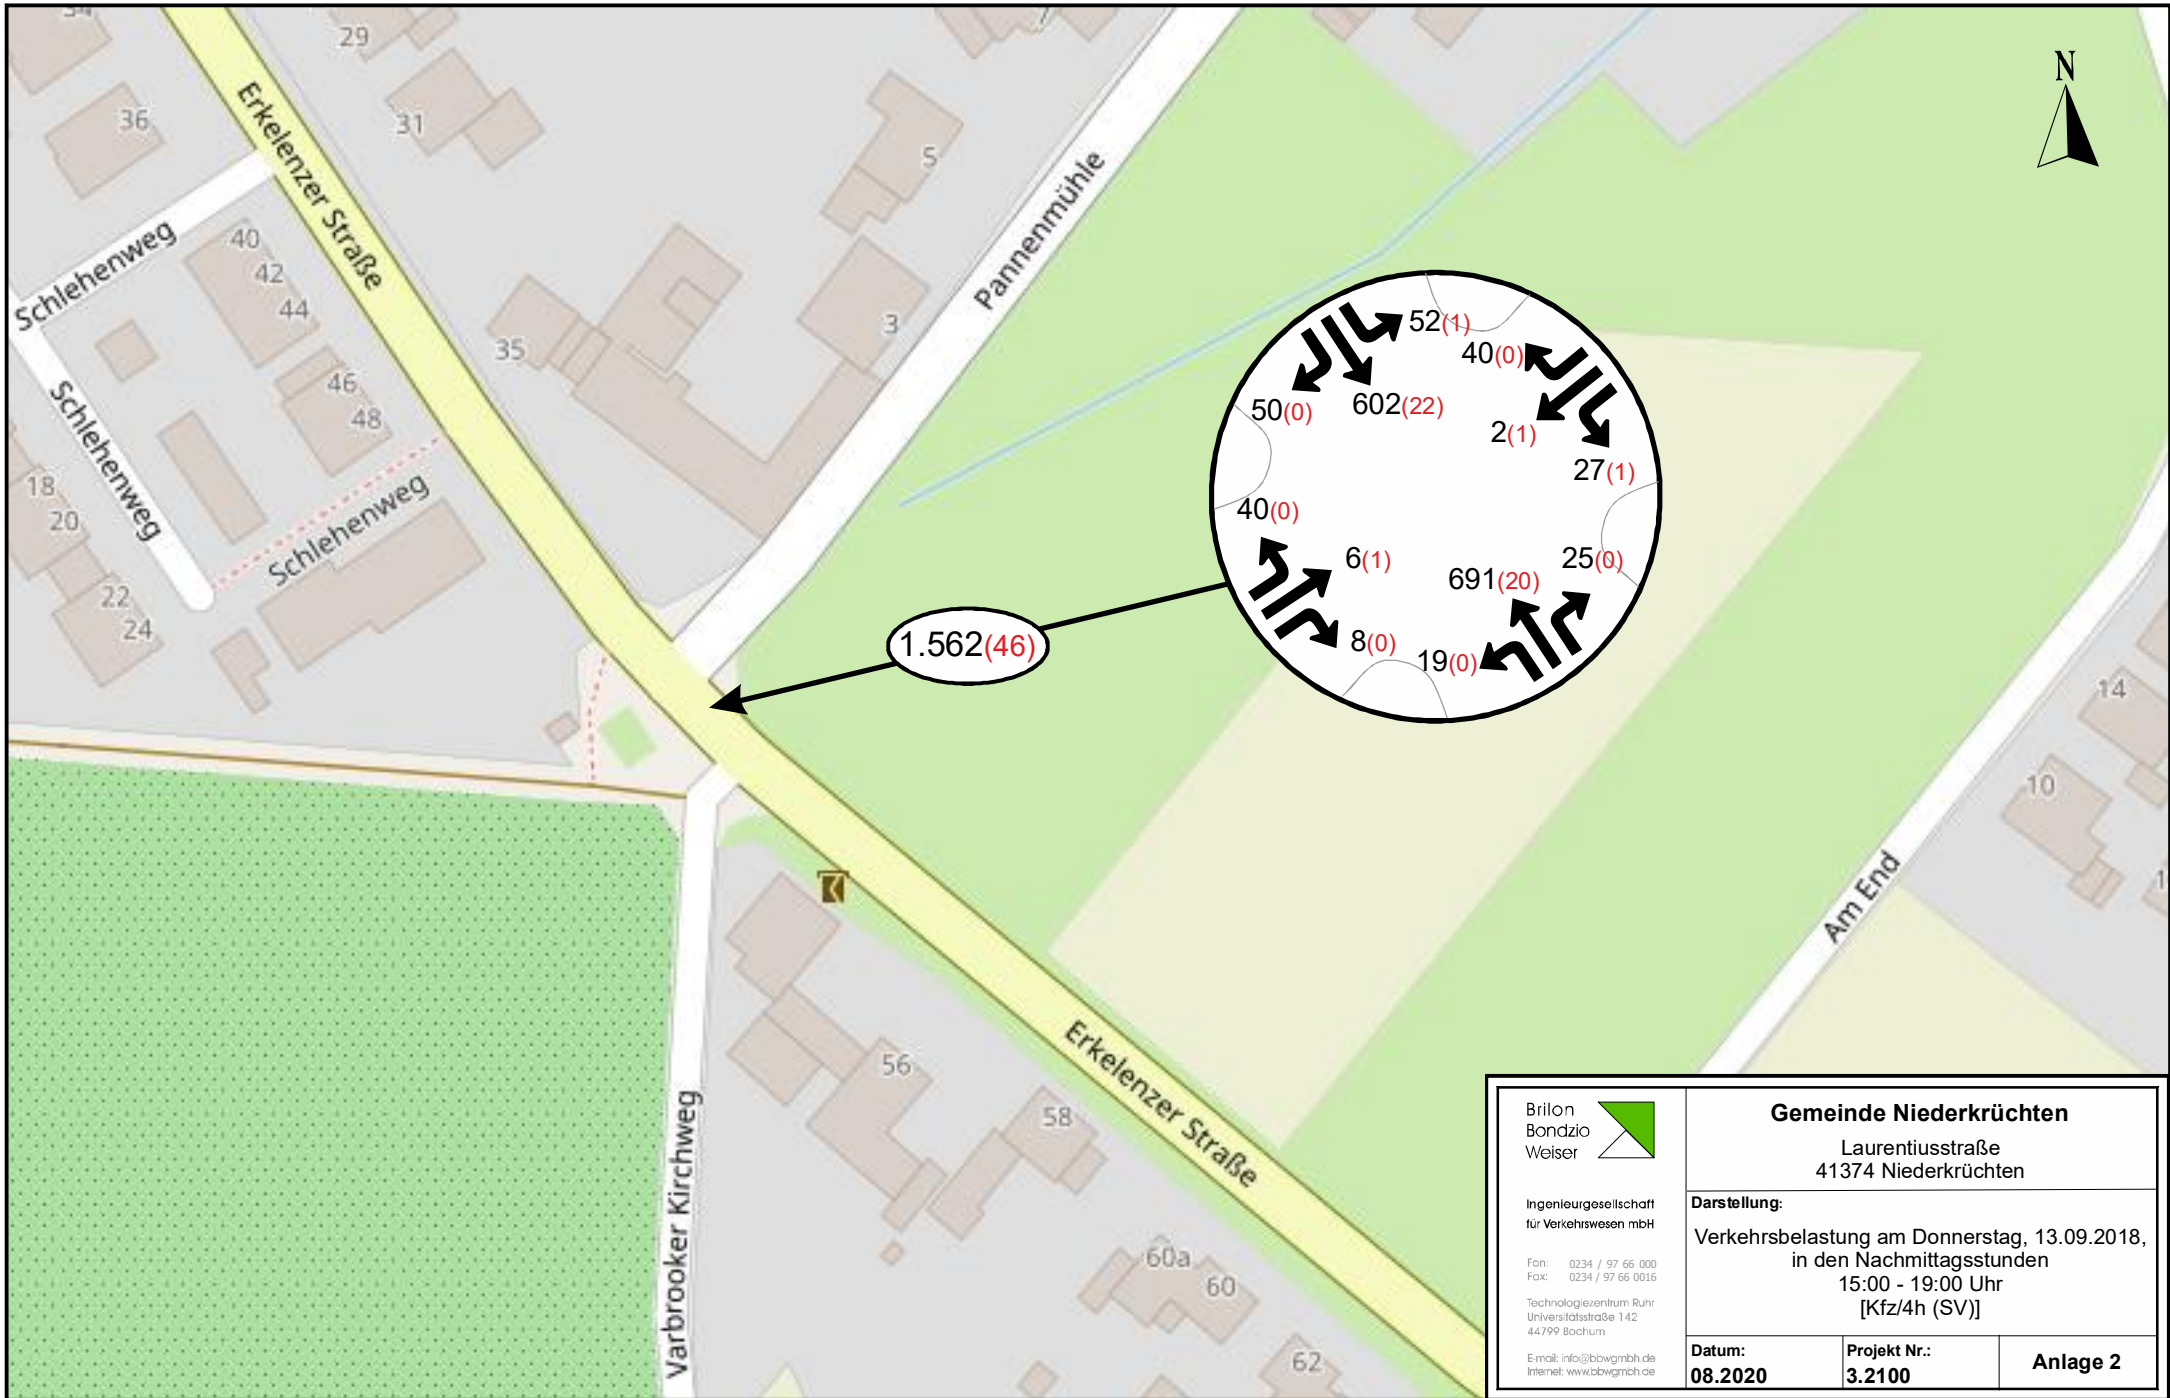 34
29
7
N
36
31
Erkelenzer Straße
5
Pannenmühle
Schlehenweg
40
42
44
3
35
46
48
Schlehenweg
18
20
Schlehenweg
22
24
52(1)
40(0)
50(0)
602(22)
2(1)
27(1)
40(0)
6(1)
25(0)
691(20)
8(0)
19(0)
1.562(46)
14
10
1
Am End
56
58
Erkelenzer Straße
Varbrooker Kirchweg
60a
60
62
Brilon
Bondzio
Weiser
Ingenieurgesellschaft
für Verkehrswesen mbH
Fon: 0234 / 97 66 000
Fax: 0234 / 97 66 0016
Technologiezentrum Ruhr
Universitätsstraße 142
44799 Bochum
E-mail: info@bbwgmbh.de
Internet: www.bbwgmbh.de
Gemeinde Niederkrüchten
Laurentiusstraße
41374 Niederkrüchten
Darstellung:
Verkehrsbelastung am Donnerstag, 13.09.2018,
in den Nachmittagsstunden
15:00 - 19:00 Uhr
[Kfz/4h (SV)]
Datum:
08.2020
Projekt Nr.:
3.2100
Anlage 2